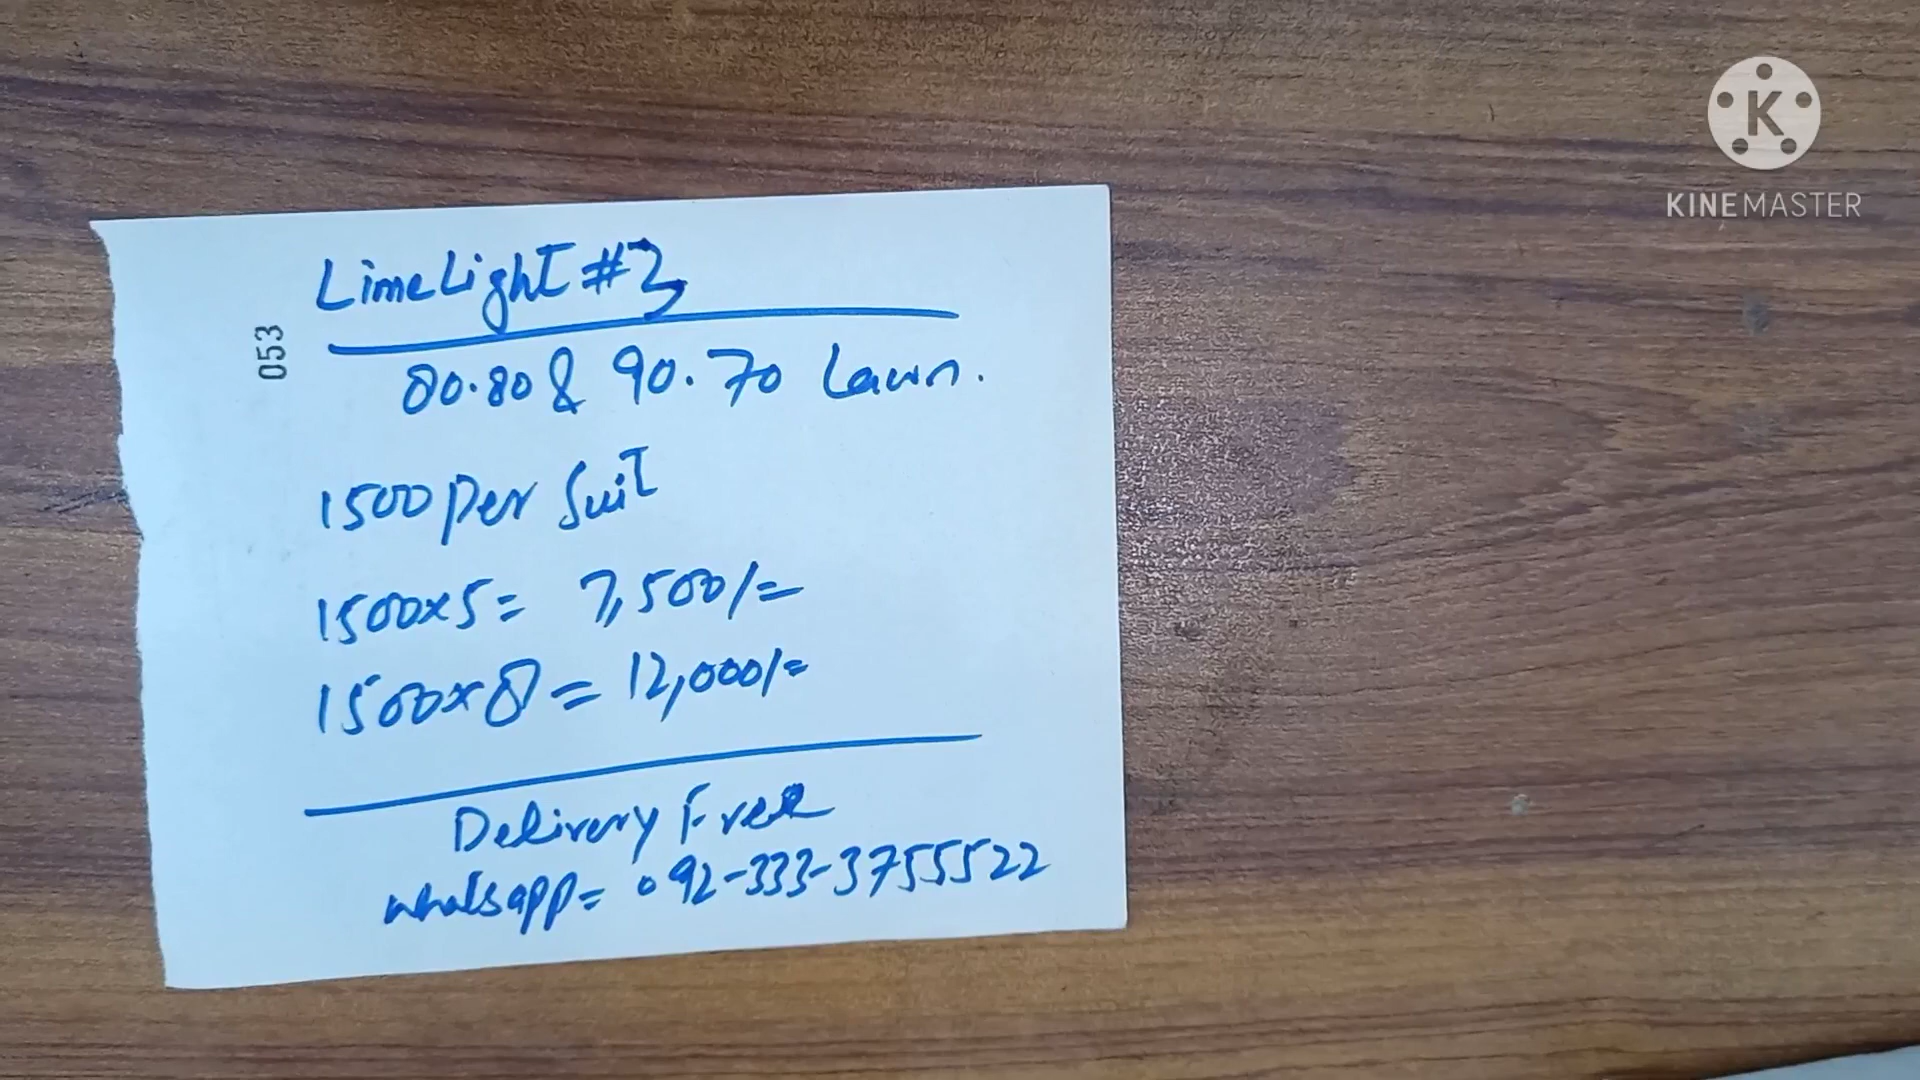 LimeLight #3
80.80 & 90.70 Lawn.
1500 Per Suit
1500x5= 7,500/=
1500x8 = 12,000/=
Delivery Free
whatsapp= 092-333-3755522
053
K
KINEMASTER